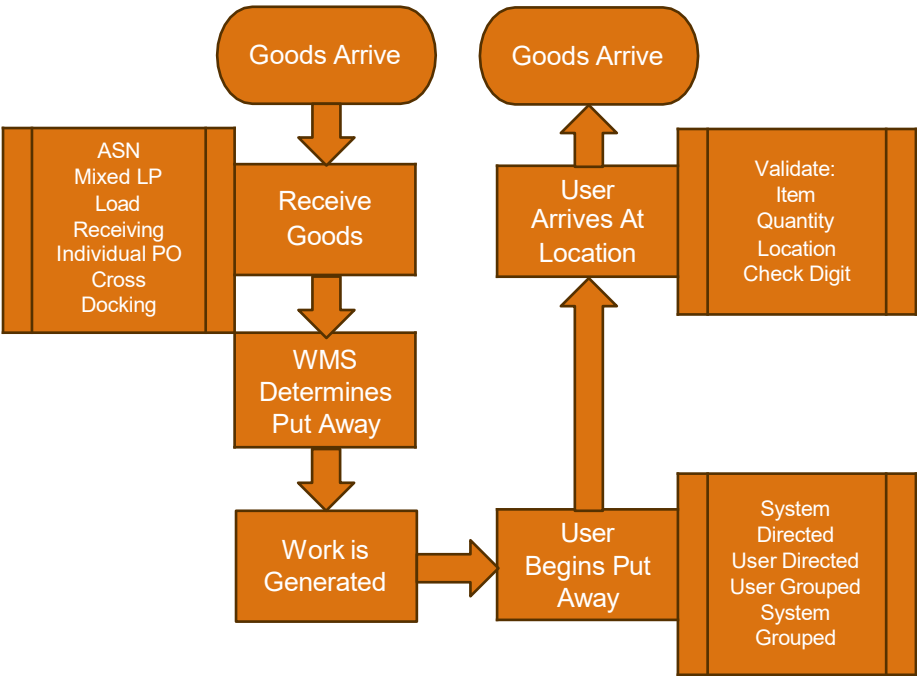 Goods Arrive
ASN
Mixed LP
Load
Receiving
Individual PO
Cross
Docking
Receive
Goods
WMS
Determines
Put Away
Work is
Generated
User
Begins Put
Away
System
Directed
User Directed
User Grouped
System
Grouped
User
Arrives At
Location
Validate:
Item
Quantity
Location
Check Digit
Goods Arrive